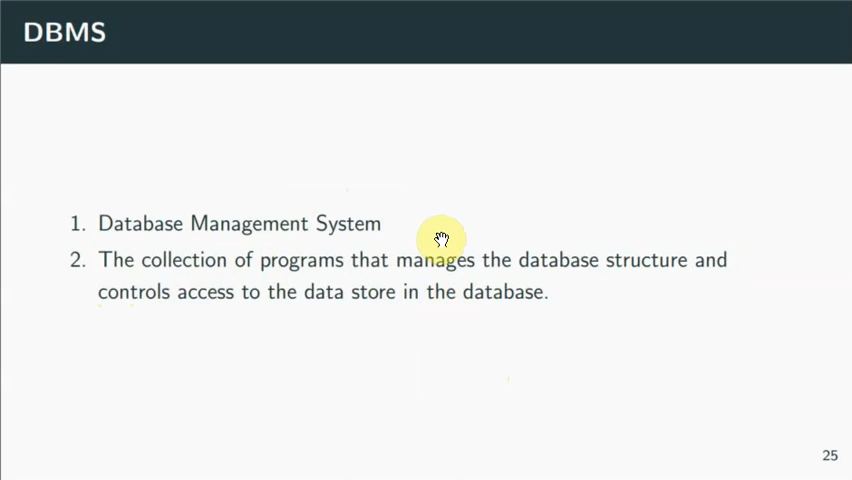 DBMS
1. Database Management System
2. The collection of programs that manages the database structure and
controls access to the data store in the database.
25